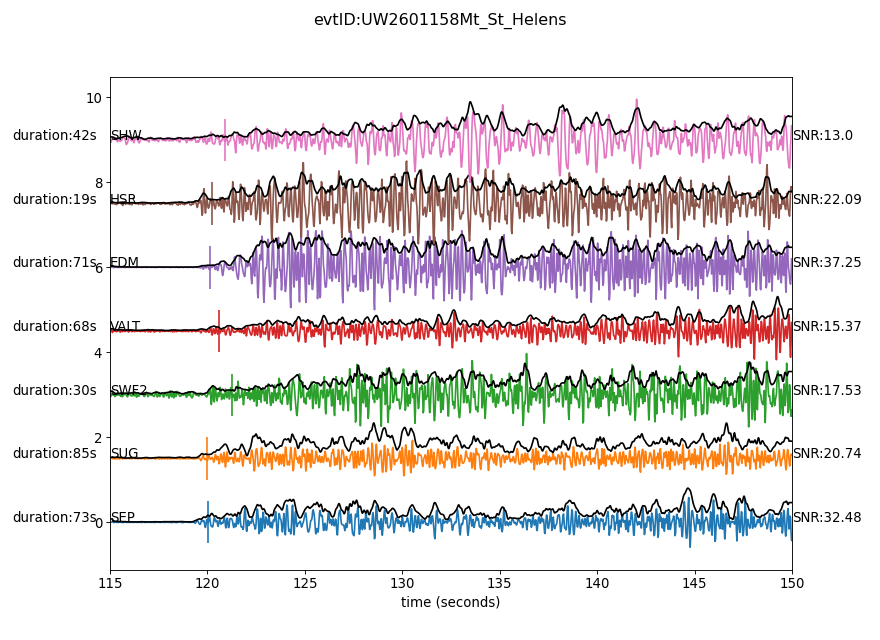 evtID:UW2601158Mt_St_Helens
10
duration:42s SHW SNR:13.0
8
duration:19s HSR SNR:22.09
duration:71s EDM SNR:37.25
6
duration:68s VALT SNR:15.37
4
duration:30s SWF2 SNR:17.53
2
duration:85s SUG SNR:20.74
duration:73s SEP SNR:32.48
0
115 120 125 130 135 140 145 150
time (seconds)